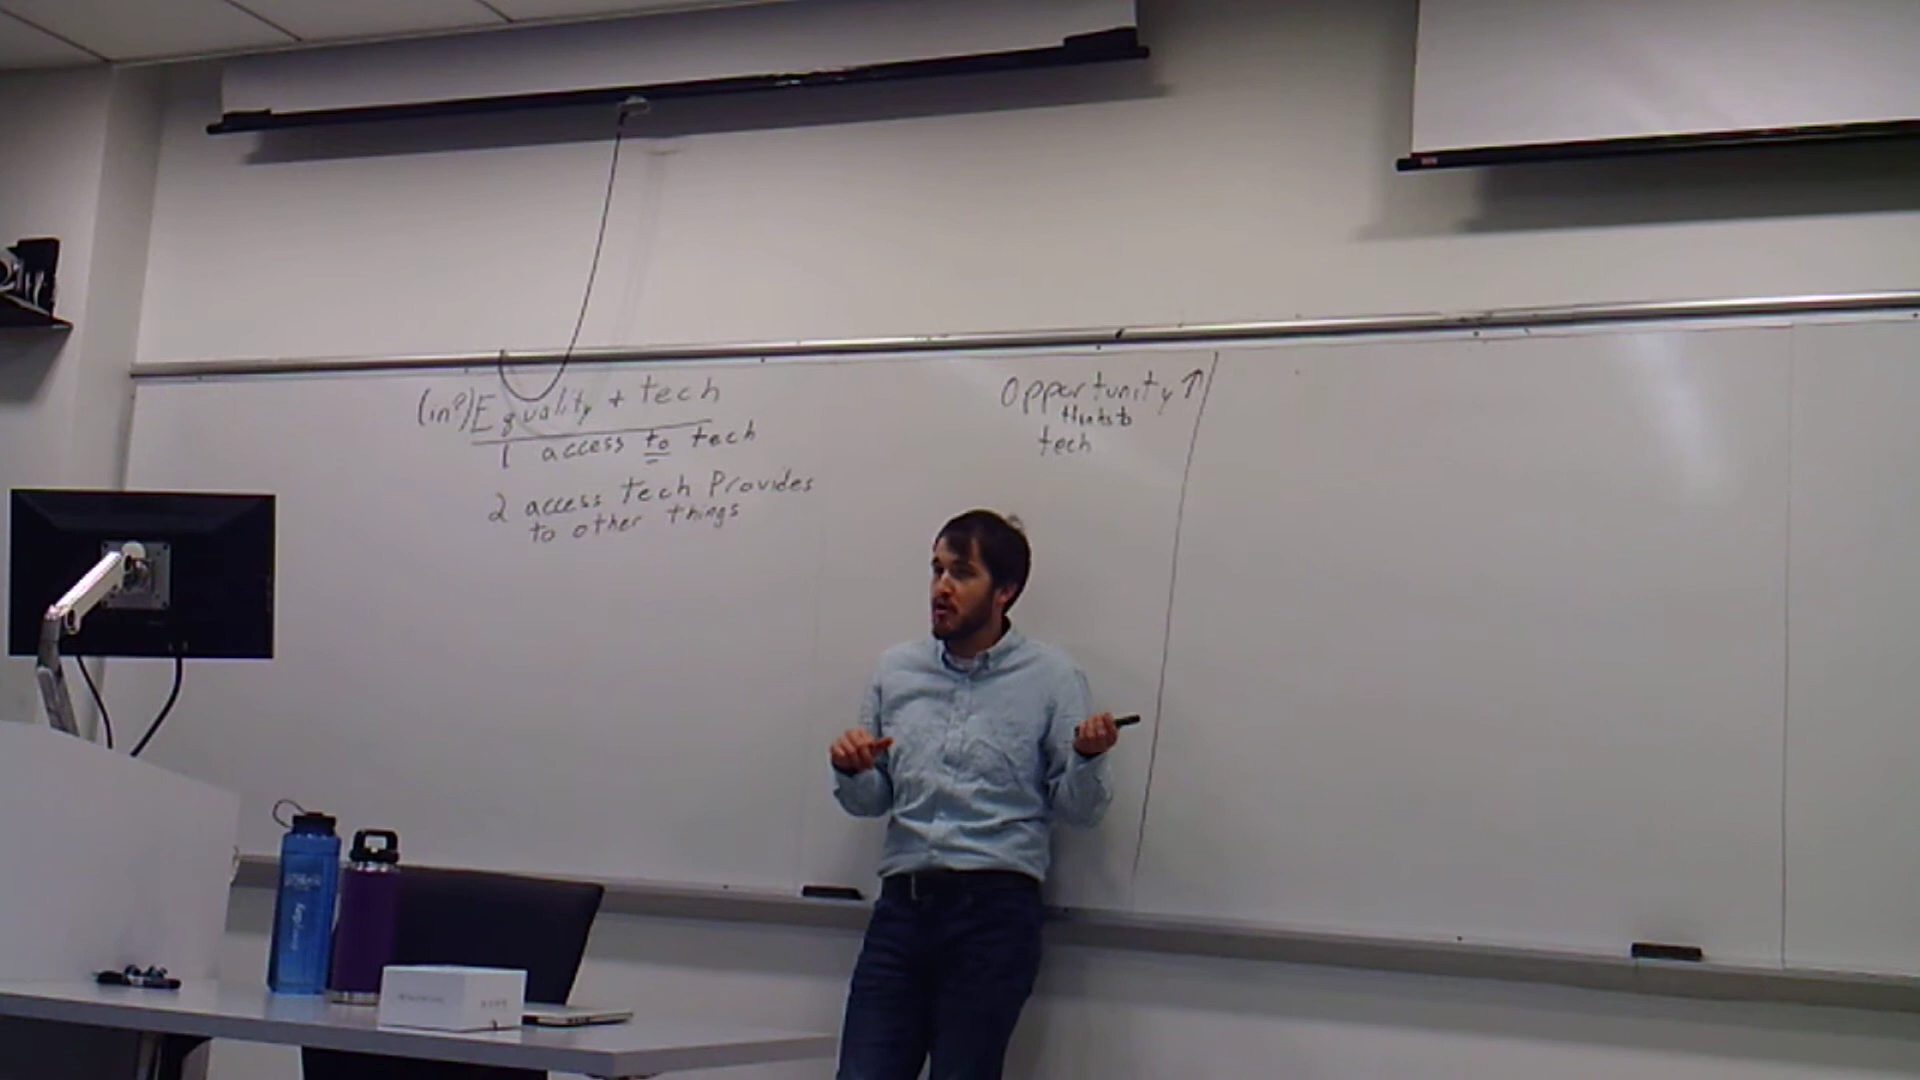 (in?)Equality + tech
1 access to tech
2 access tech Provides
to other things
Opportunity ↑
thanks to
tech